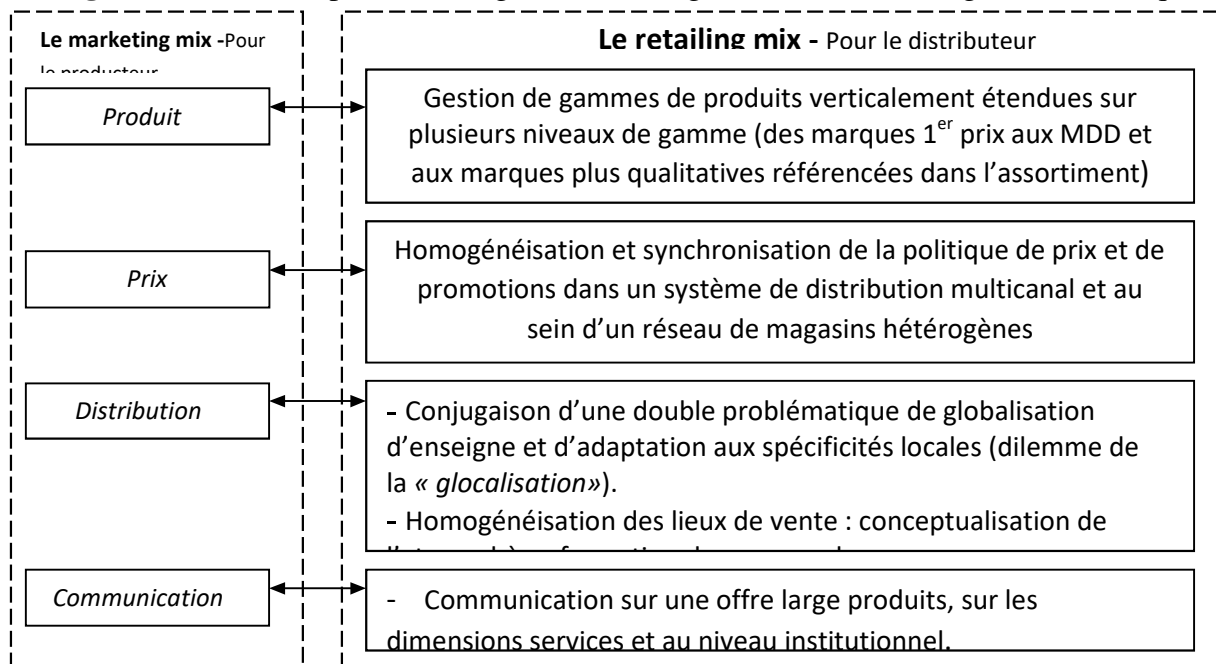 Le marketing mix -Pour
le producteur
Le retailing mix - Pour le distributeur
Produit
Gestion de gammes de produits verticalement étendues sur
plusieurs niveaux de gamme (des marques 1er prix aux MDD et
aux marques plus qualitatives référencées dans l’assortiment)
Prix
Homogénéisation et synchronisation de la politique de prix et de
promotions dans un système de distribution multicanal et au
sein d’un réseau de magasins hétérogènes
Distribution
- Conjugaison d’une double problématique de globalisation
d’enseigne et d’adaptation aux spécificités locales (dilemme de
la « glocalisation»).
- Homogénéisation des lieux de vente : conceptualisation de
Communication
- Communication sur une offre large produits, sur les
dimensions services et au niveau institutionnel.